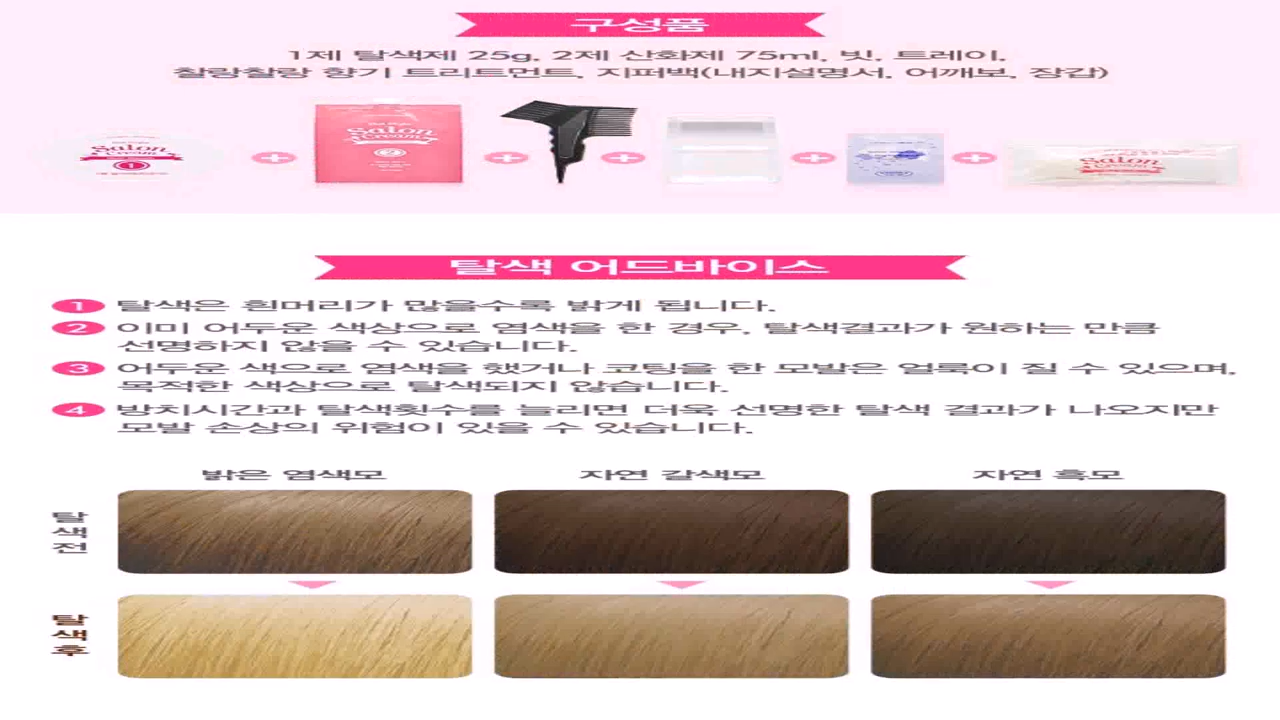 구성품
1제 탈색제 25g, 2제 산화제 75ml, 빗, 트레이,
찰랑찰랑 향기 트리트먼트, 지퍼백(내지설명서, 어깨보, 장갑)
Salon
Cream
1
Salon
Cream
2
Salon
Cream
탈색 어드바이스
1 탈색은 흰머리가 많을수록 밝게 됩니다.
2 이미 어두운 색상으로 염색을 한 경우, 탈색결과가 원하는 만큼
선명하지 않을 수 있습니다.
3 어두운 색으로 염색을 했거나 코팅을 한 모발은 얼룩이 질 수 있으며,
목적한 색상으로 탈색되지 않습니다.
4 방치시간과 탈색횟수를 늘리면 더욱 선명한 탈색 결과가 나오지만
모발 손상의 위험이 있을 수 있습니다.
밝은 염색모 자연 갈색모 자연 흑모
탈색전
탈색후